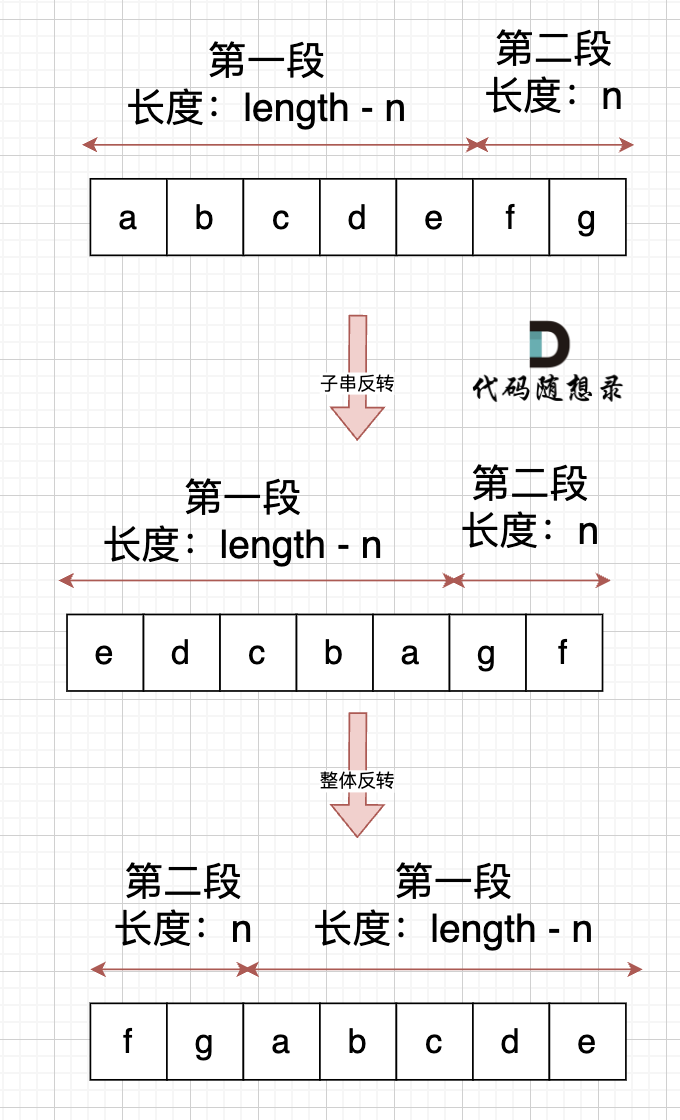 第一段
长度：length - n
第二段
长度：n
a b c d e f g
子串反转
代码随想录
第一段
长度：length - n
第二段
长度：n
e d c b a g f
整体反转
第二段
长度：n
第一段
长度：length - n
f g a b c d e